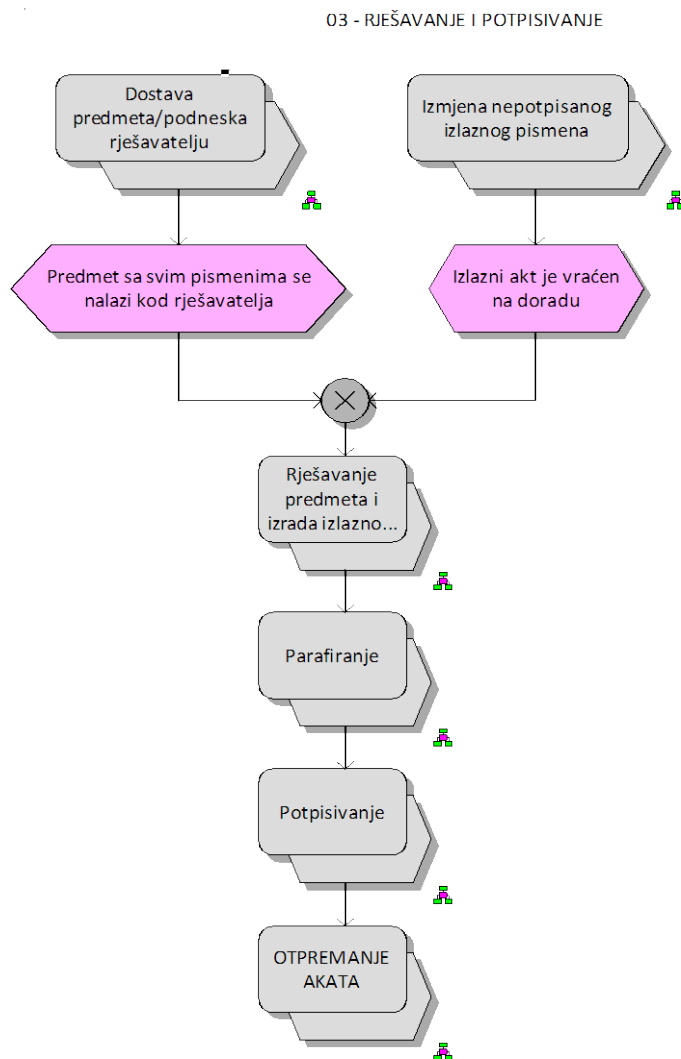 03 - RJEŠAVANJE I POTPISIVANJE
Dostava
predmeta/podneska
rješavatelju
Izmjena nepotpisanog
izlaznog pismena
Predmet sa svim pismenima se
nalazi kod rješavatelja
Izlazni akt je vraćen
na doradu
Rješavanje
predmeta i
izrada izlazno...
Parafiranje
Potpisivanje
OTPREMANJE
AKATA